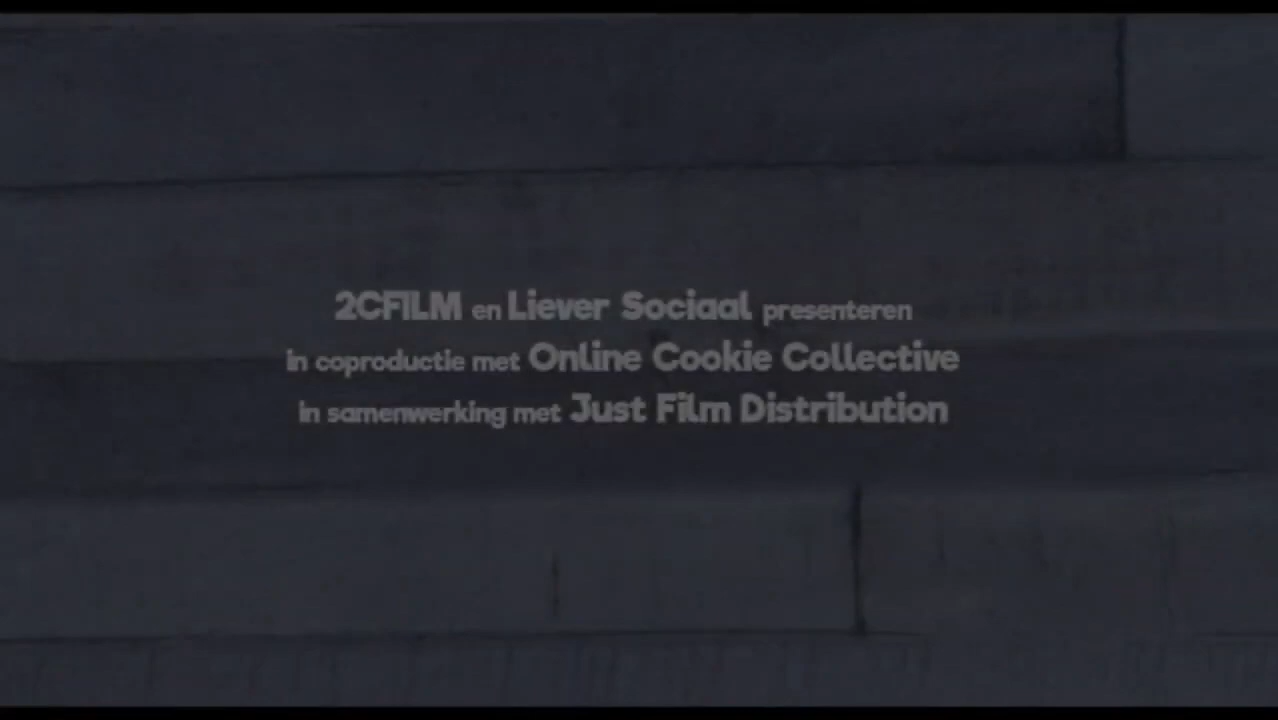 2CFILM en Liever Sociaal presenteren
in coproductie met Online Cookie Collective
in samenwerking met Just Film Distribution